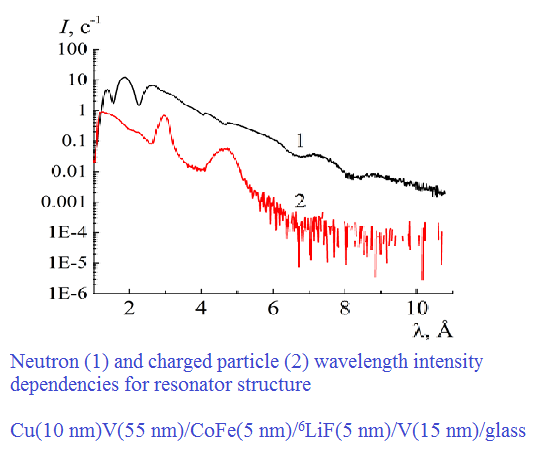 I, c⁻¹
100
10
1
0.1
0.01
0.001
1E-4
1E-5
1E-6
1
2
2 4 6 8 10
λ, Å
Neutron (1) and charged particle (2) wavelength intensity
dependencies for resonator structure
Cu(10 nm)V(55 nm)/CoFe(5 nm)/⁶LiF(5 nm)/V(15 nm)/glass